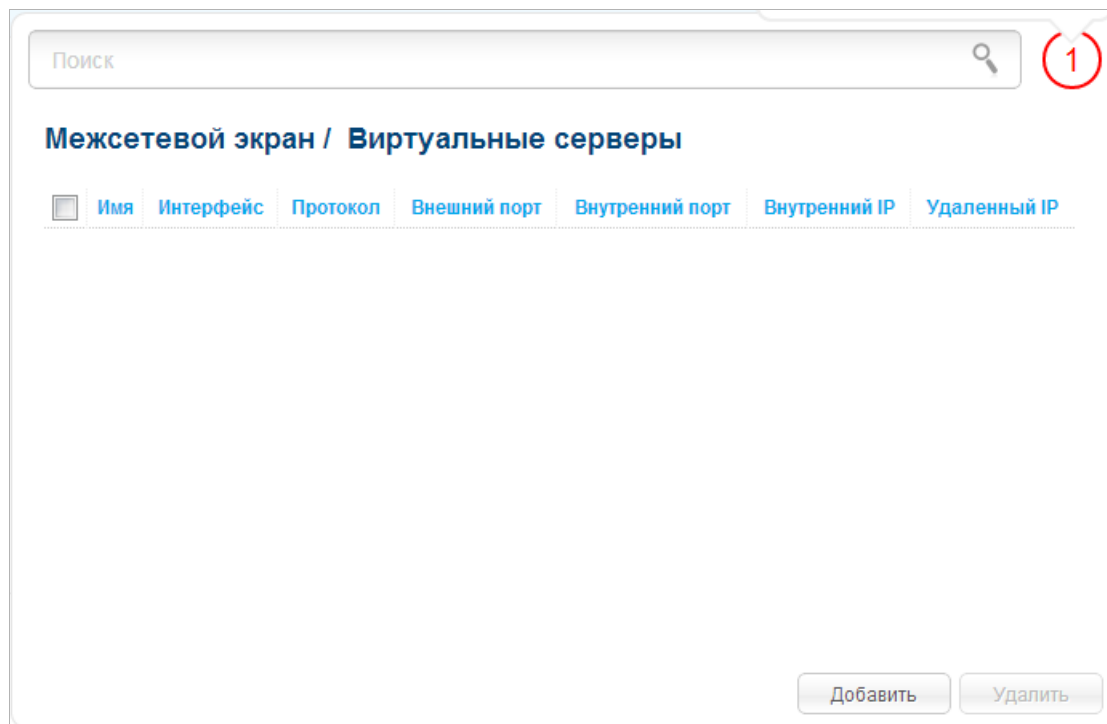 Поиск
1
Межсетевой экран / Виртуальные серверы
Имя Интерфейс Протокол Внешний порт Внутренний порт Внутренний IP Удаленный IP
Добавить Удалить